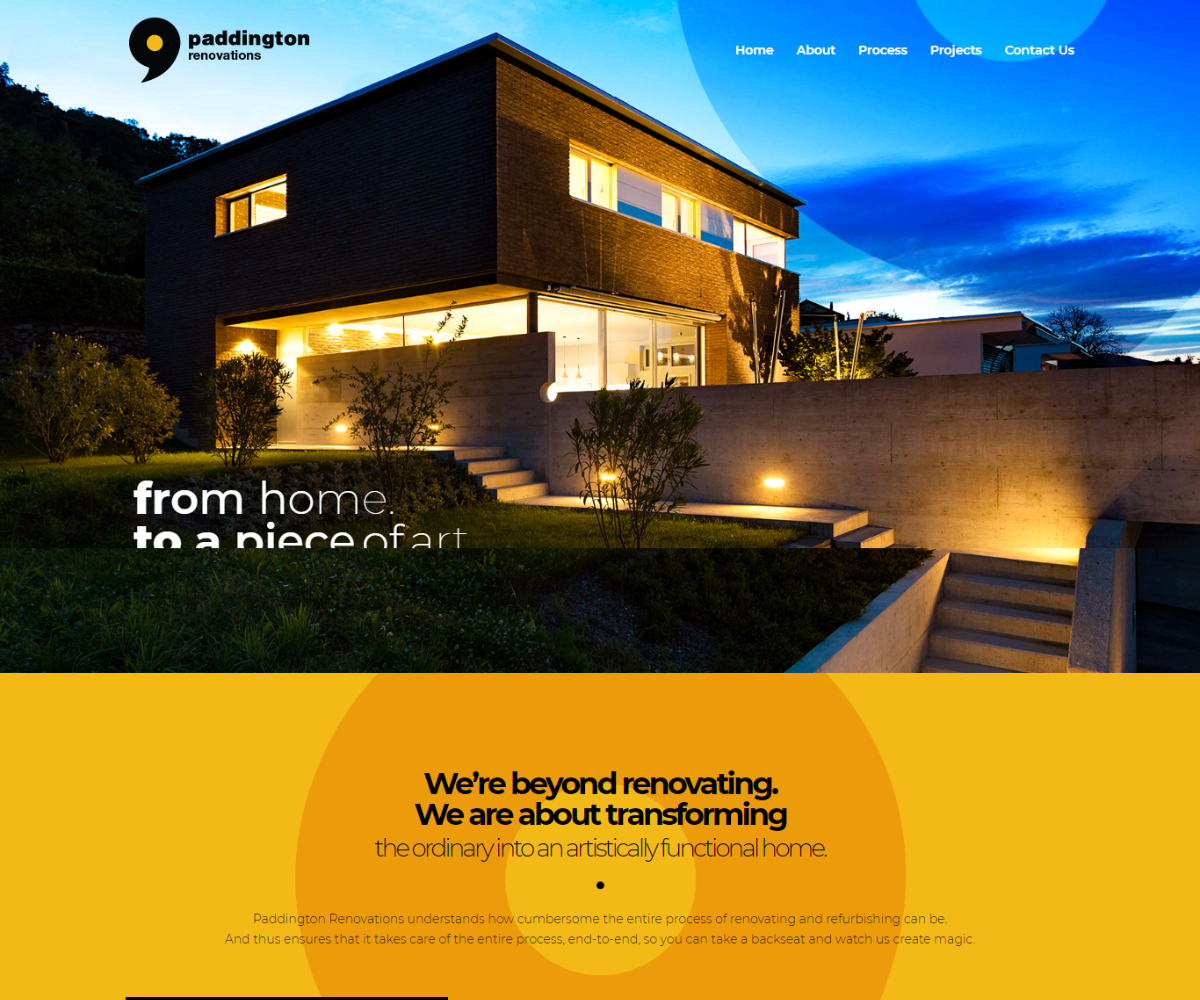 paddington
renovations
Home About Process Projects Contact Us
from home.
to a piece of art
We’re beyond renovating.
We are about transforming
the ordinary into an artistically functional home.
Paddington Renovations understands how cumbersome the entire process of renovating and refurbishing can be.
And thus ensures that it takes care of the entire process, end-to-end, so you can take a backseat and watch us create magic.